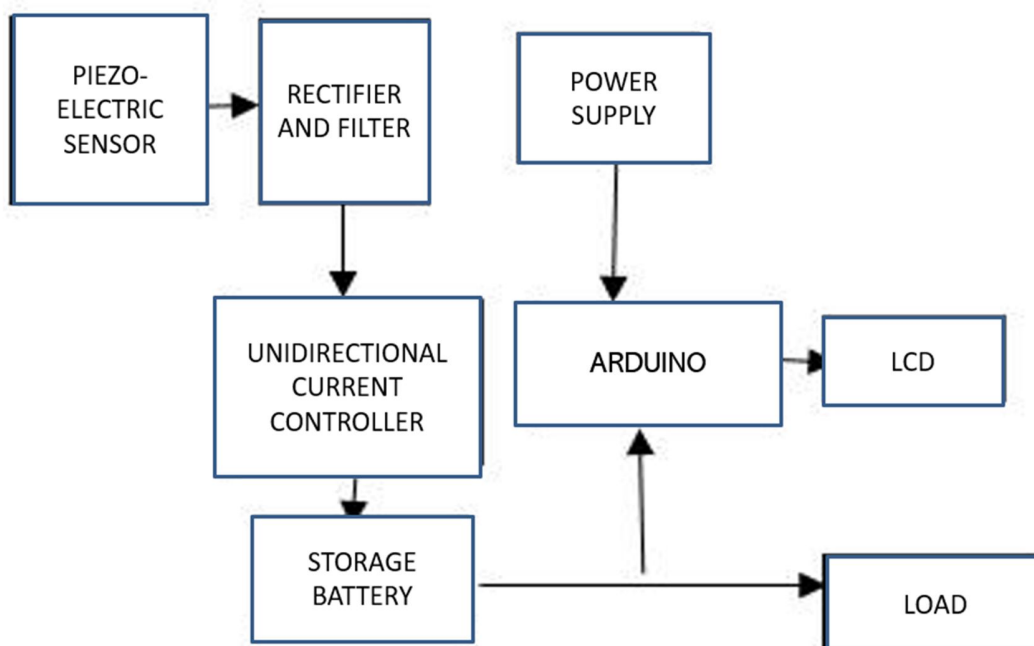 PIEZO-
ELECTRIC
SENSOR
RECTIFIER
AND FILTER
POWER
SUPPLY
UNIDIRECTIONAL
CURRENT
CONTROLLER
ARDUINO
LCD
STORAGE
BATTERY
LOAD